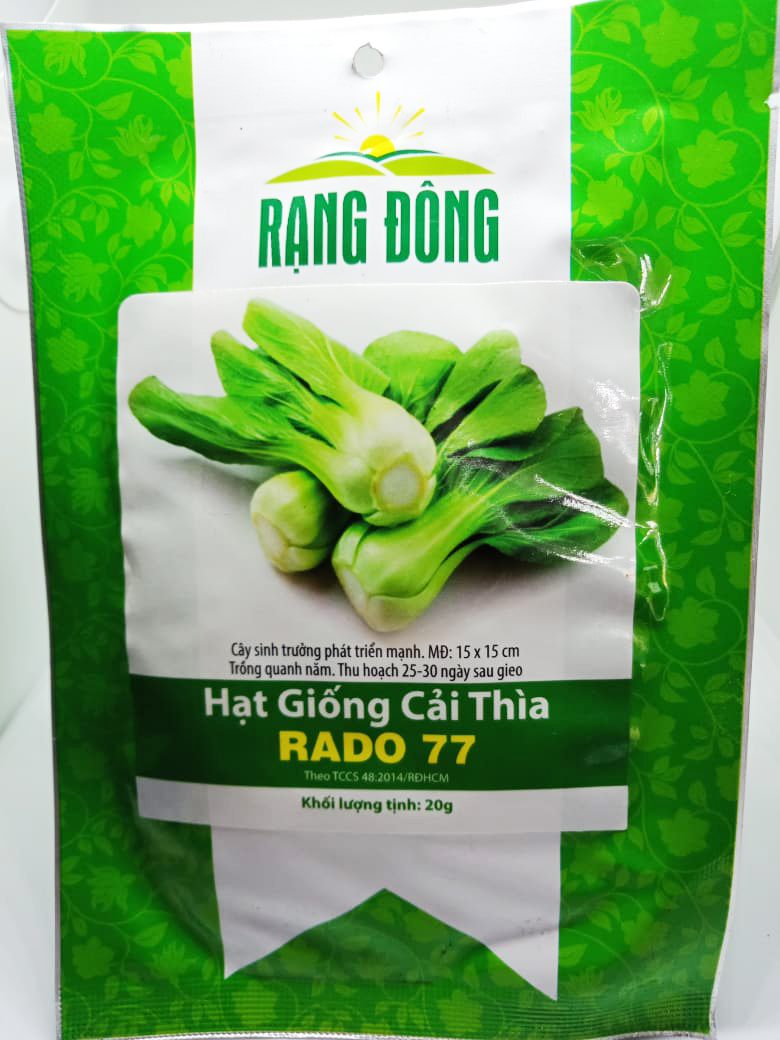 RẠNG ĐÔNG
Cây sinh trưởng phát triển mạnh. MĐ: 15 x 15 cm
Trồng quanh năm. Thu hoạch 25-30 ngày sau gieo
Hạt Giống Cải Thìa
RADO 77
Theo TCCS 48:2014/RĐHCM
Khối lượng tịnh: 20g